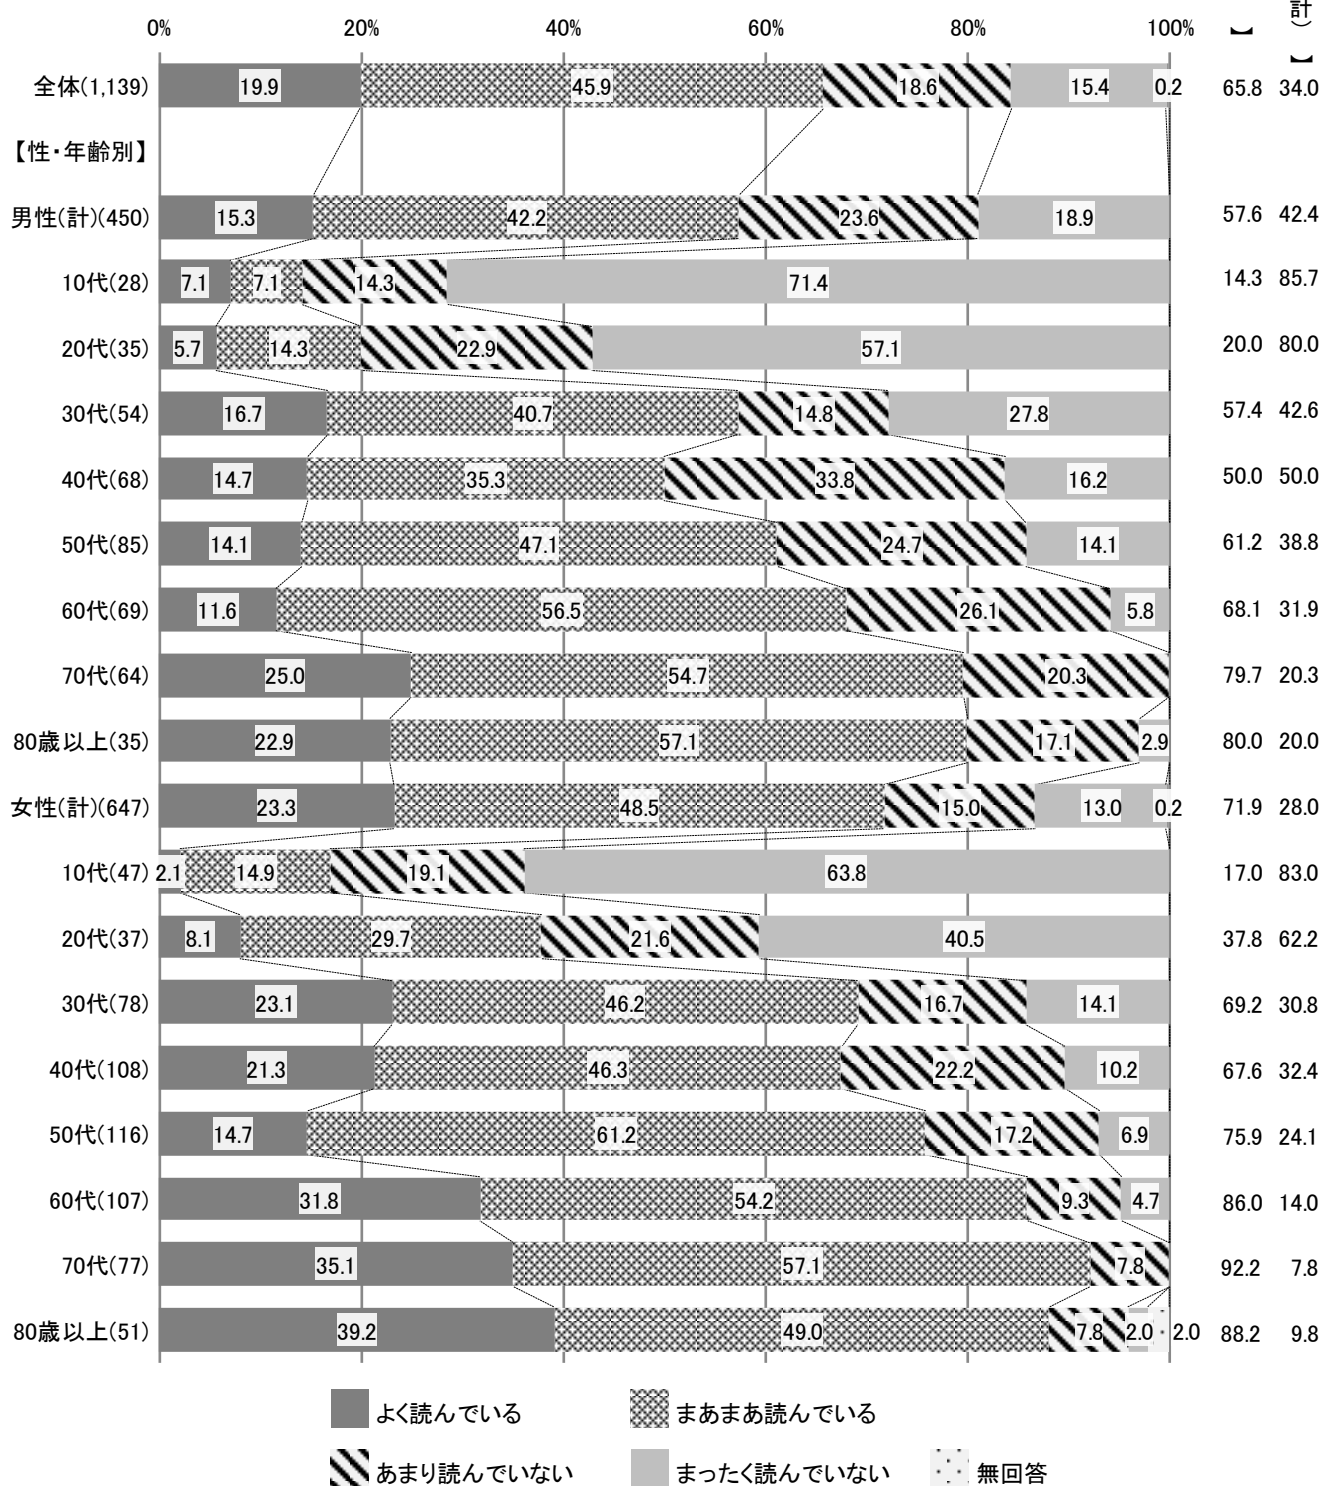 0% 20% 40% 60% 80% 100% 】 計)】
全体(1,139) 19.9 45.9 18.6 15.4 0.2 65.8 34.0
【性・年齢別】
男性(計)(450) 15.3 42.2 23.6 18.9 57.6 42.4
10代(28) 7.1 7.1 14.3 71.4 14.3 85.7
20代(35) 5.7 14.3 22.9 57.1 20.0 80.0
30代(54) 16.7 40.7 14.8 27.8 57.4 42.6
40代(68) 14.7 35.3 33.8 16.2 50.0 50.0
50代(85) 14.1 47.1 24.7 14.1 61.2 38.8
60代(69) 11.6 56.5 26.1 5.8 68.1 31.9
70代(64) 25.0 54.7 20.3 79.7 20.3
80歳以上(35) 22.9 57.1 17.1 2.9 80.0 20.0
女性(計)(647) 23.3 48.5 15.0 13.0 0.2 71.9 28.0
10代(47) 2.1 14.9 19.1 63.8 17.0 83.0
20代(37) 8.1 29.7 21.6 40.5 37.8 62.2
30代(78) 23.1 46.2 16.7 14.1 69.2 30.8
40代(108) 21.3 46.3 22.2 10.2 67.6 32.4
50代(116) 14.7 61.2 17.2 6.9 75.9 24.1
60代(107) 31.8 54.2 9.3 4.7 86.0 14.0
70代(77) 35.1 57.1 7.8 92.2 7.8
80歳以上(51) 39.2 49.0 7.8 2.0 2.0 88.2 9.8
よく読んでいる まあまあ読んでいる
あまり読んでいない まったく読んでいない 無回答